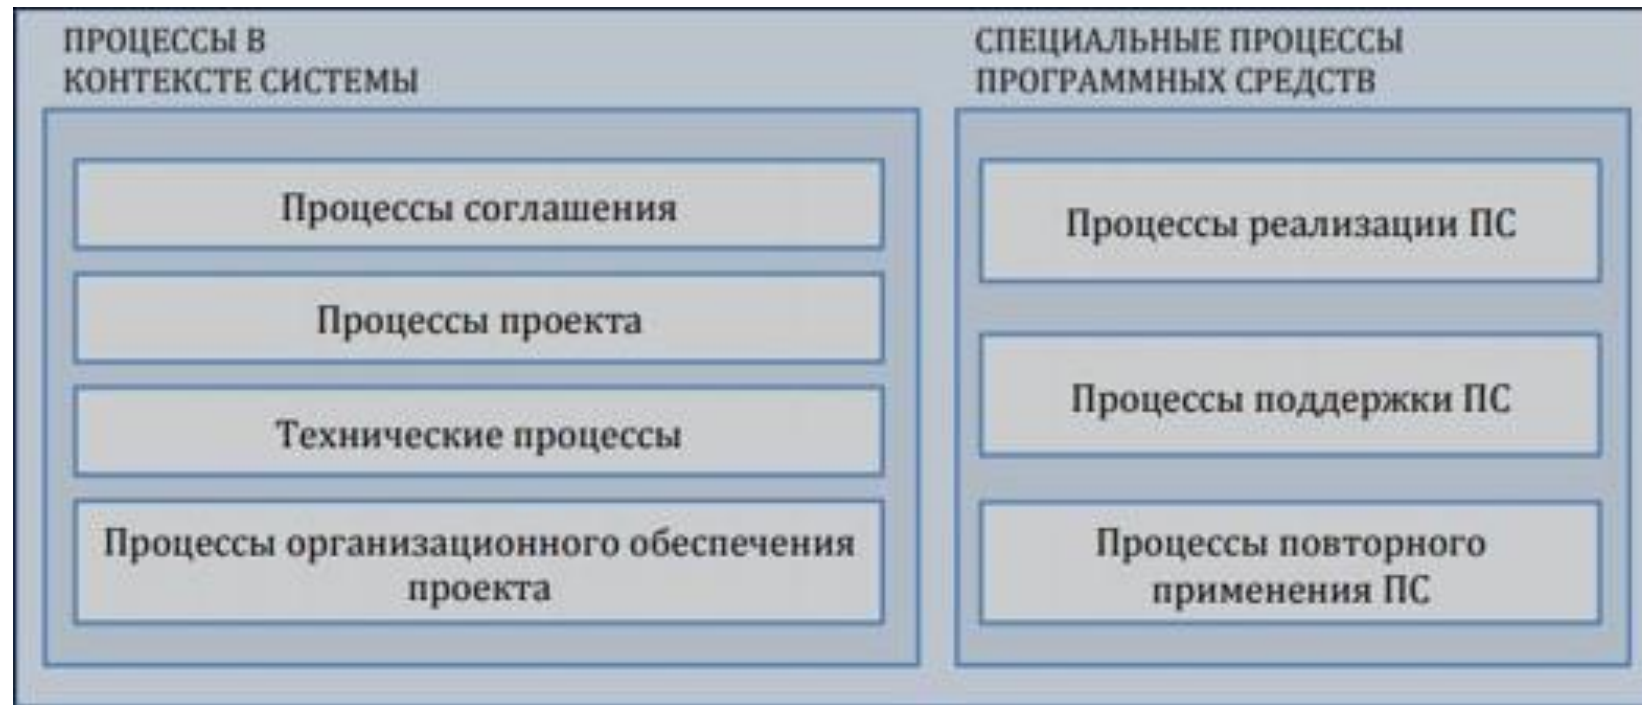 ПРОЦЕССЫ В
КОНТЕКСТЕ СИСТЕМЫ
Процессы соглашения
Процессы проекта
Технические процессы
Процессы организационного обеспечения
проекта
СПЕЦИАЛЬНЫЕ ПРОЦЕССЫ
ПРОГРАММНЫХ СРЕДСТВ
Процессы реализации ПС
Процессы поддержки ПС
Процессы повторного
применения ПС